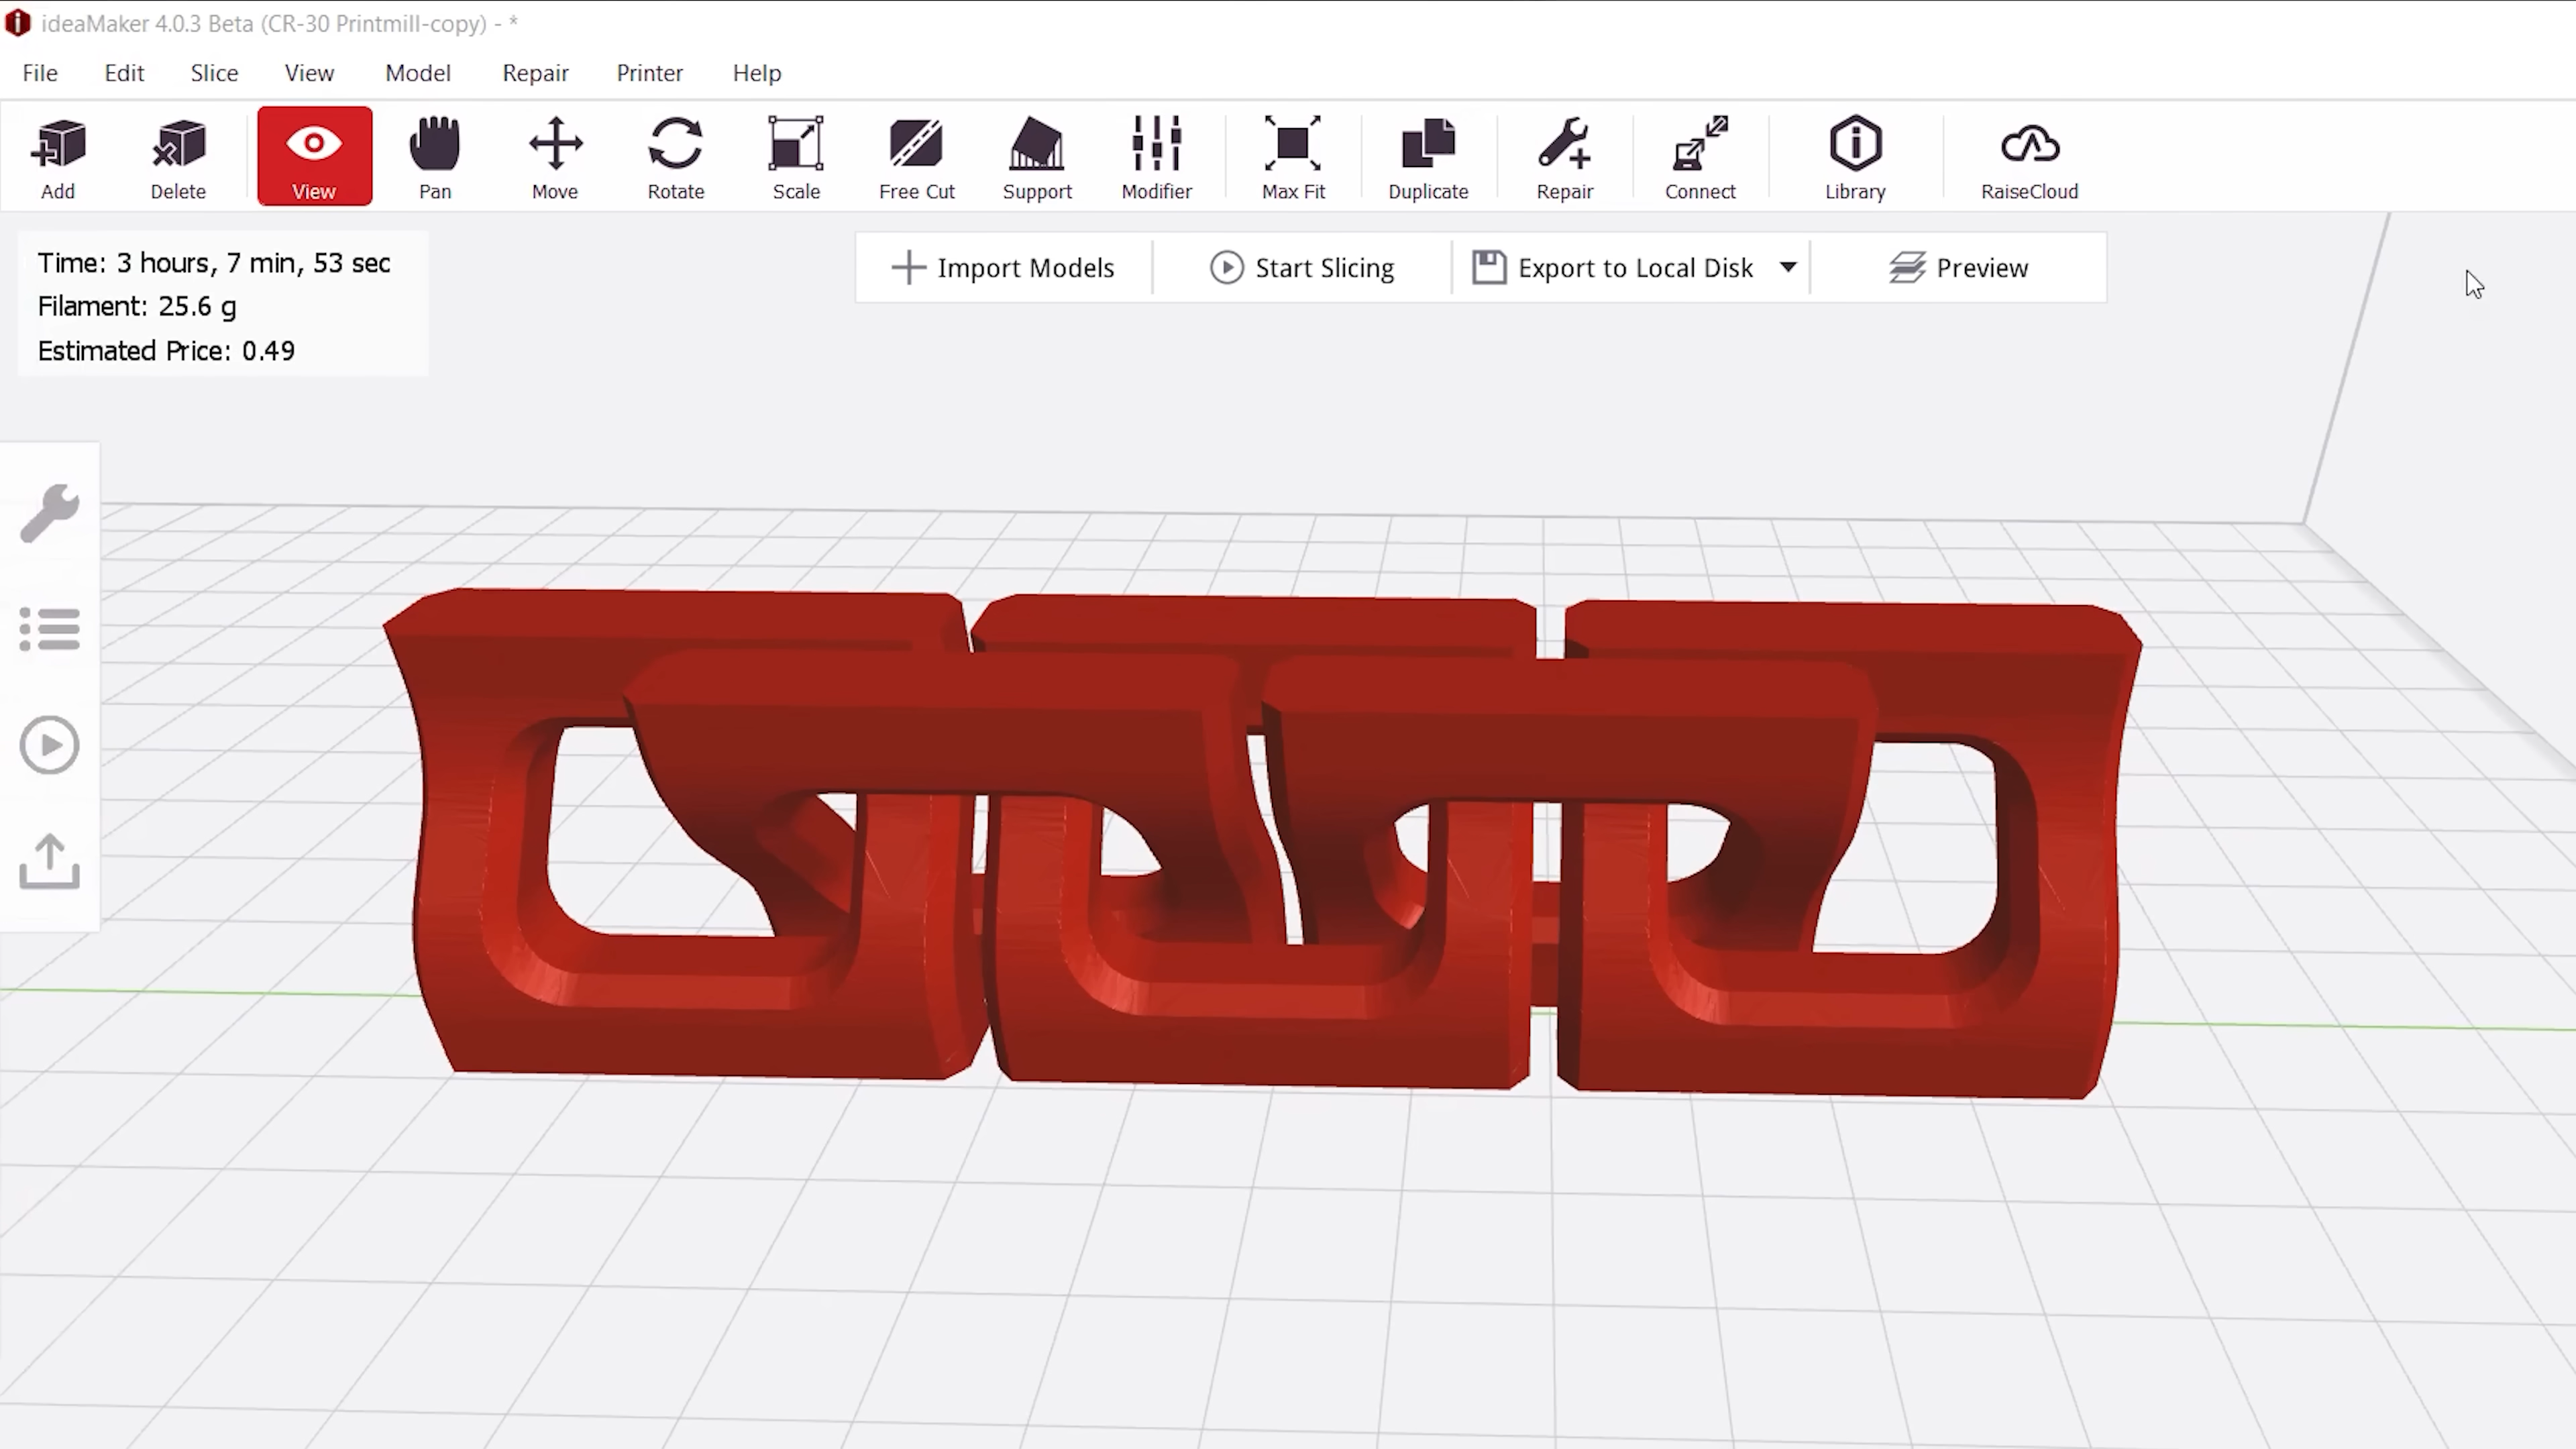 ideaMaker 4.0.3 Beta (CR-30 Printmill-copy) - *
File Edit Slice View Model Repair Printer Help
Add Delete View Pan Move Rotate Scale Free Cut Support Modifier Max Fit Duplicate Repair Connect Library RaiseCloud
Import Models Start Slicing Export to Local Disk Preview
Time: 3 hours, 7 min, 53 sec
Filament: 25.6 g
Estimated Price: 0.49